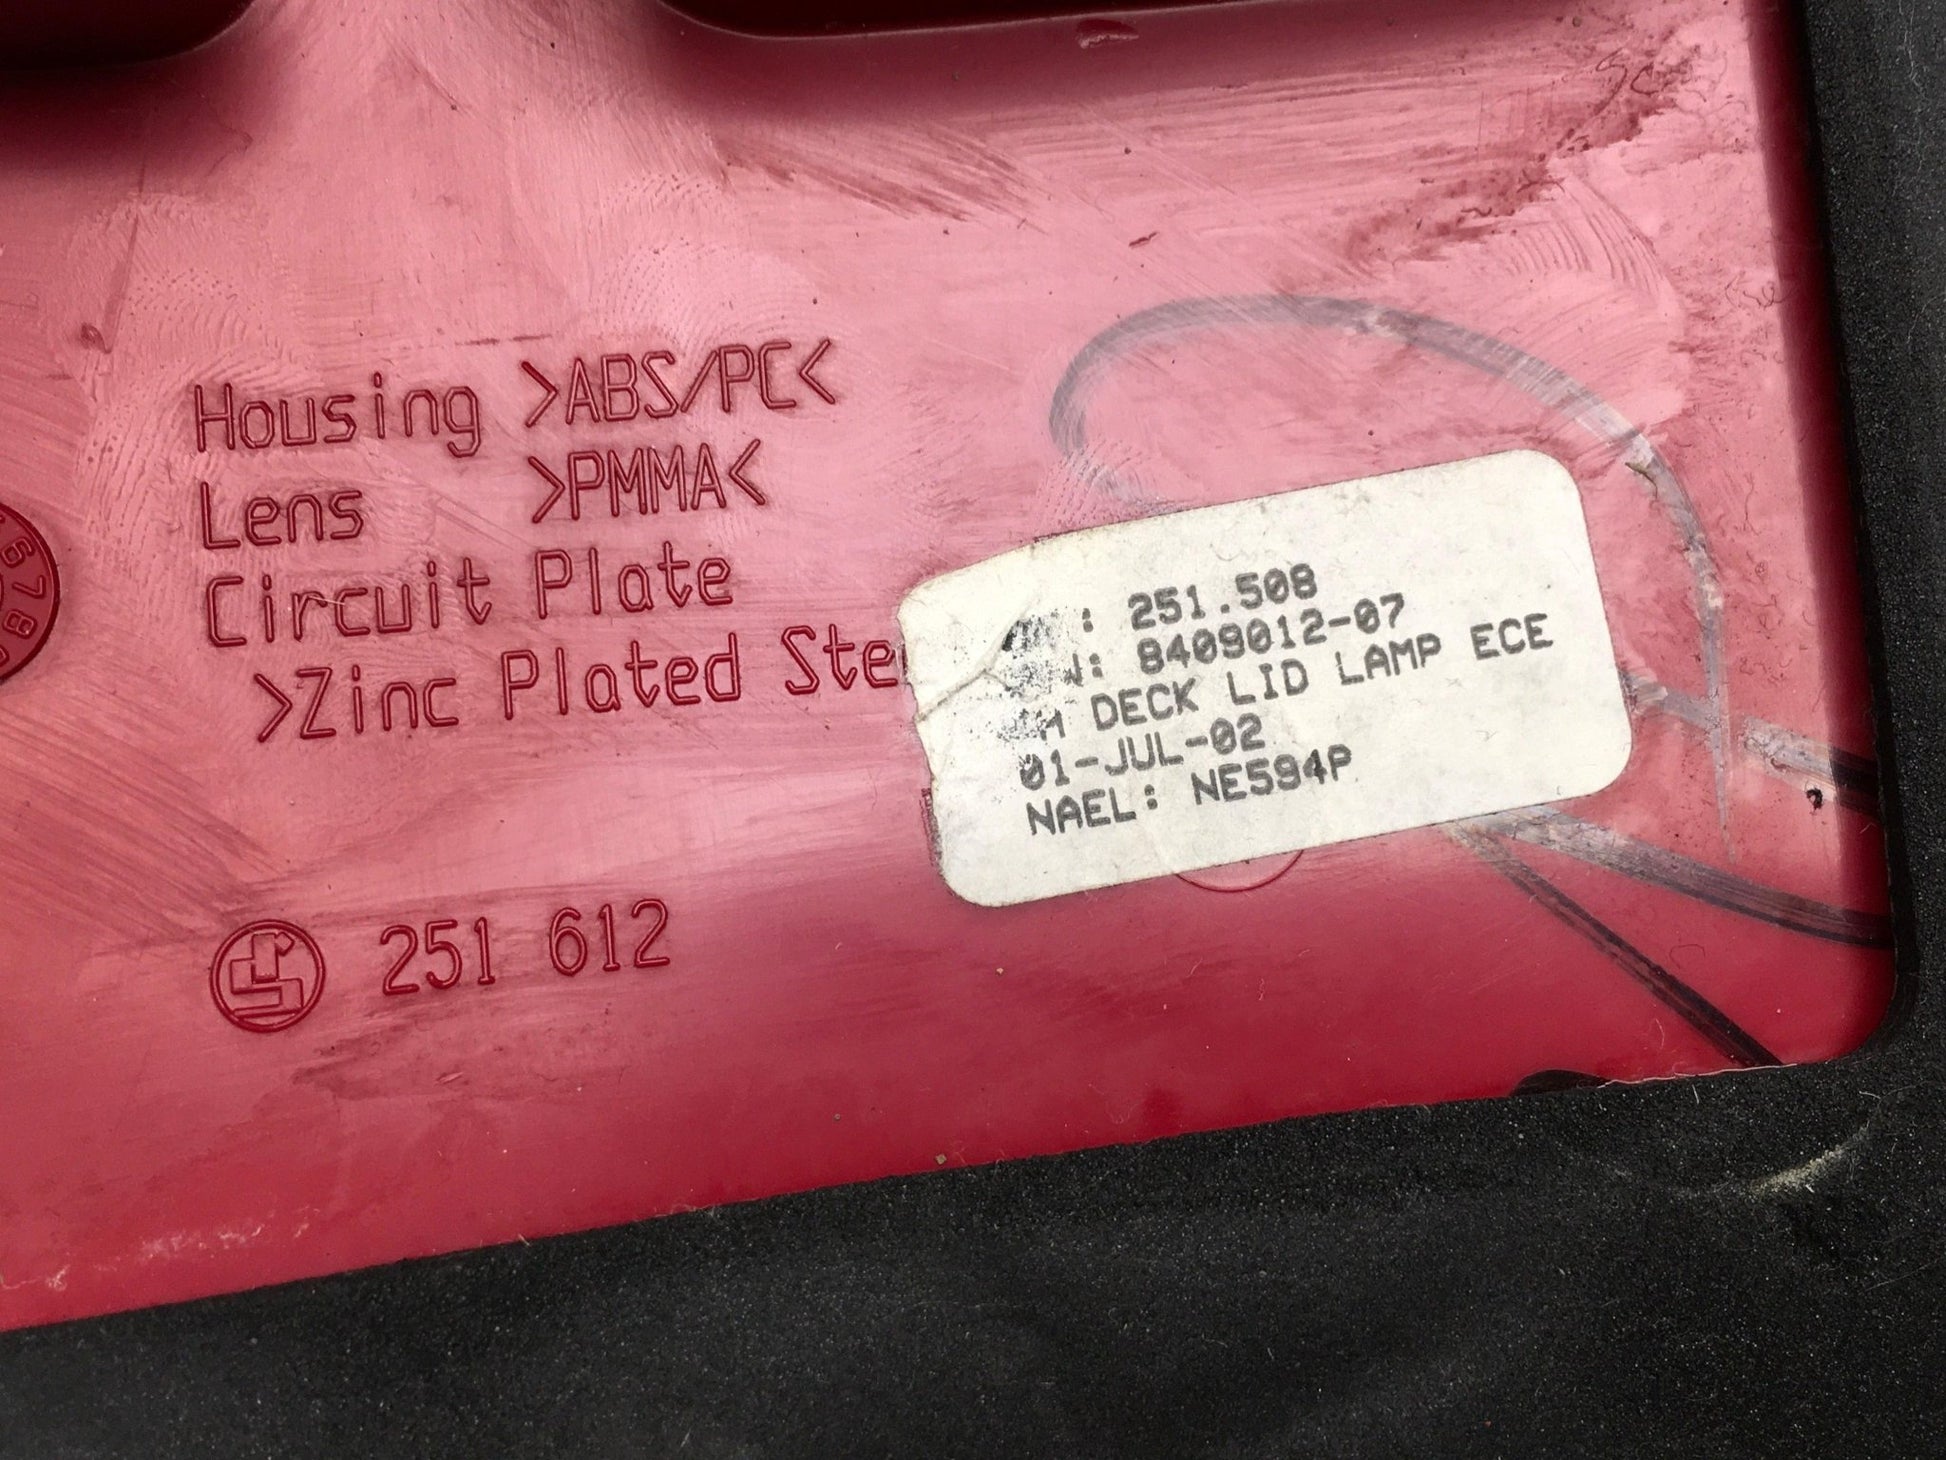 Housing >ABS/PC<
Lens >PMMA<
Circuit Plate
>Zinc Plated Ste
251 612
: 251.508
: 8409012-07
DECK LID LAMP ECE
01-JUL-02
NAEL: NE594P
678